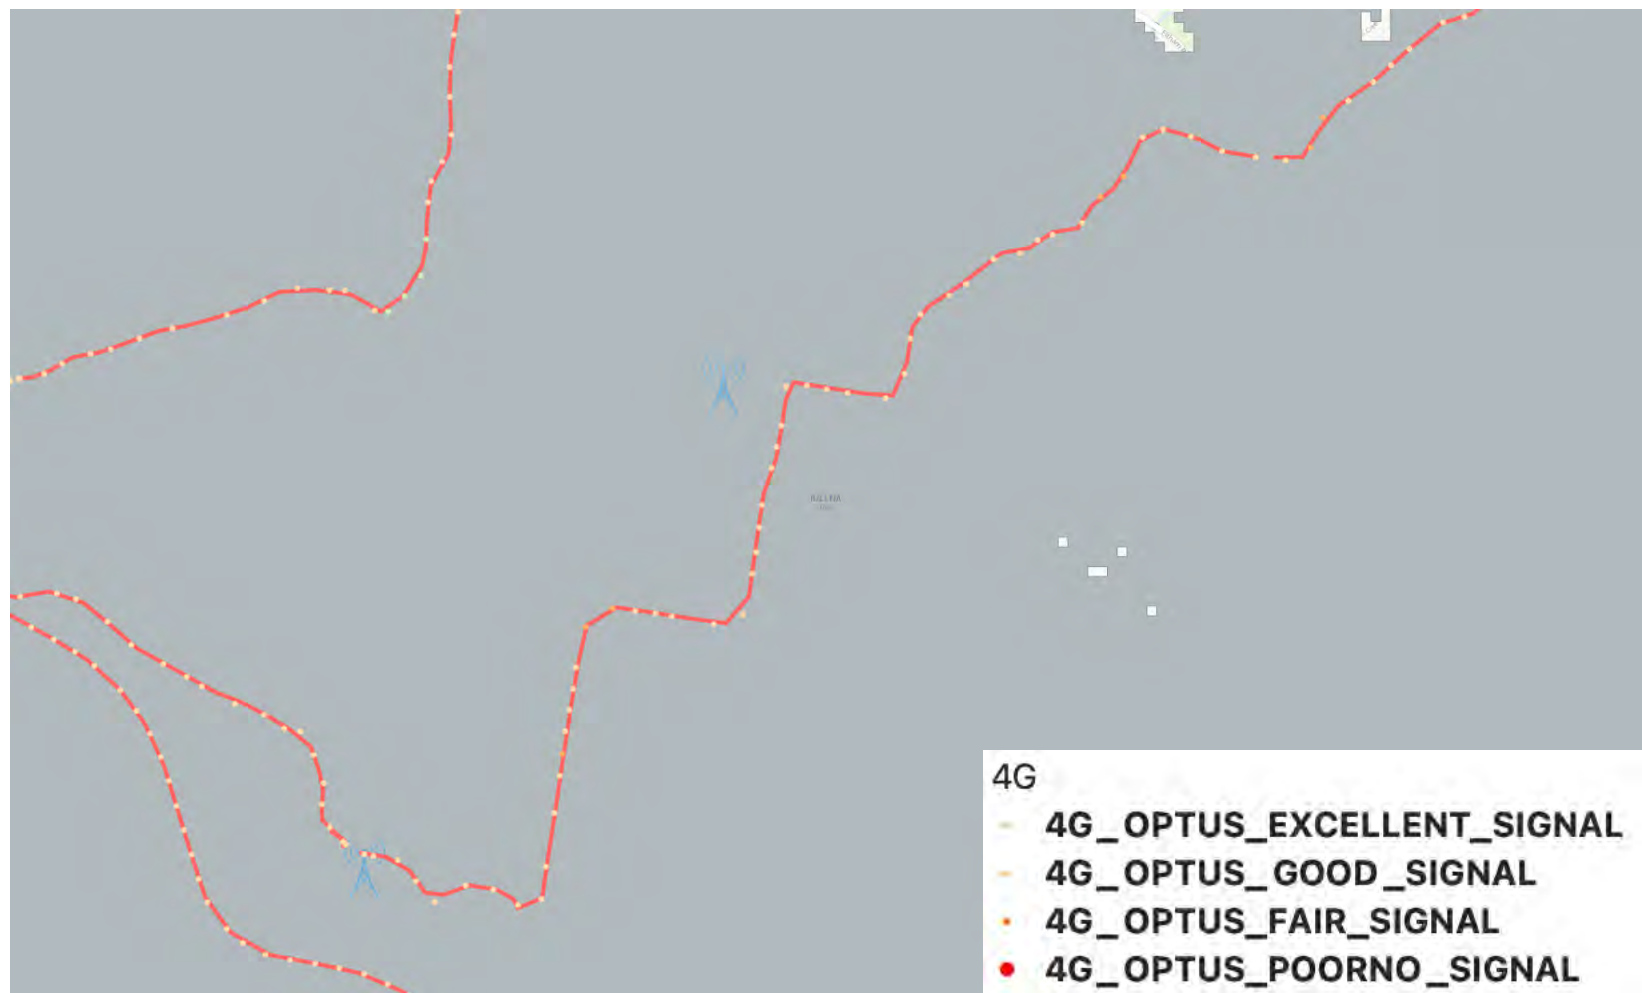 4G
4G_OPTUS_EXCELLENT_SIGNAL
4G_OPTUS_GOOD_SIGNAL
4G_OPTUS_FAIR_SIGNAL
4G_OPTUS_POORNO_SIGNAL